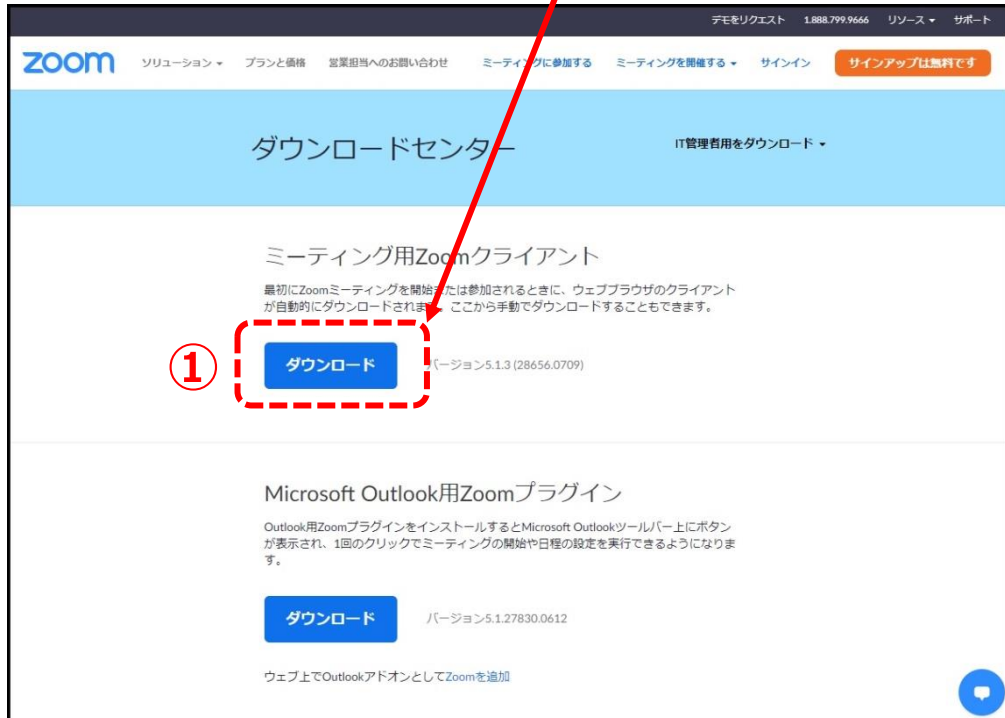 デモをリクエスト 1.888.799.9666 リソース サポート
zoom ソリューション プランと価格 営業担当へのお問い合わせ ミーティングに参加する ミーティングを開催する サインイン サインアップは無料です
ダウンロードセンター IT管理者用をダウンロード
ミーティング用Zoomクライアント
最初にZoomミーティングを開始または参加されるときに、ウェブブラウザのクライアント
が自動的にダウンロードされます。ここから手動でダウンロードすることもできます。
① ダウンロード バージョン5.1.3 (28656.0709)
Microsoft Outlook用Zoomプラグイン
Outlook用ZoomプラグインをインストールするとMicrosoft Outlookツールバー上にボタン
が表示され、1回のクリックでミーティングの開始や日程の設定を実行できるようになりま
す。
ダウンロード バージョン5.1.27830.0612
ウェブ上でOutlookアドオンとしてZoomを追加